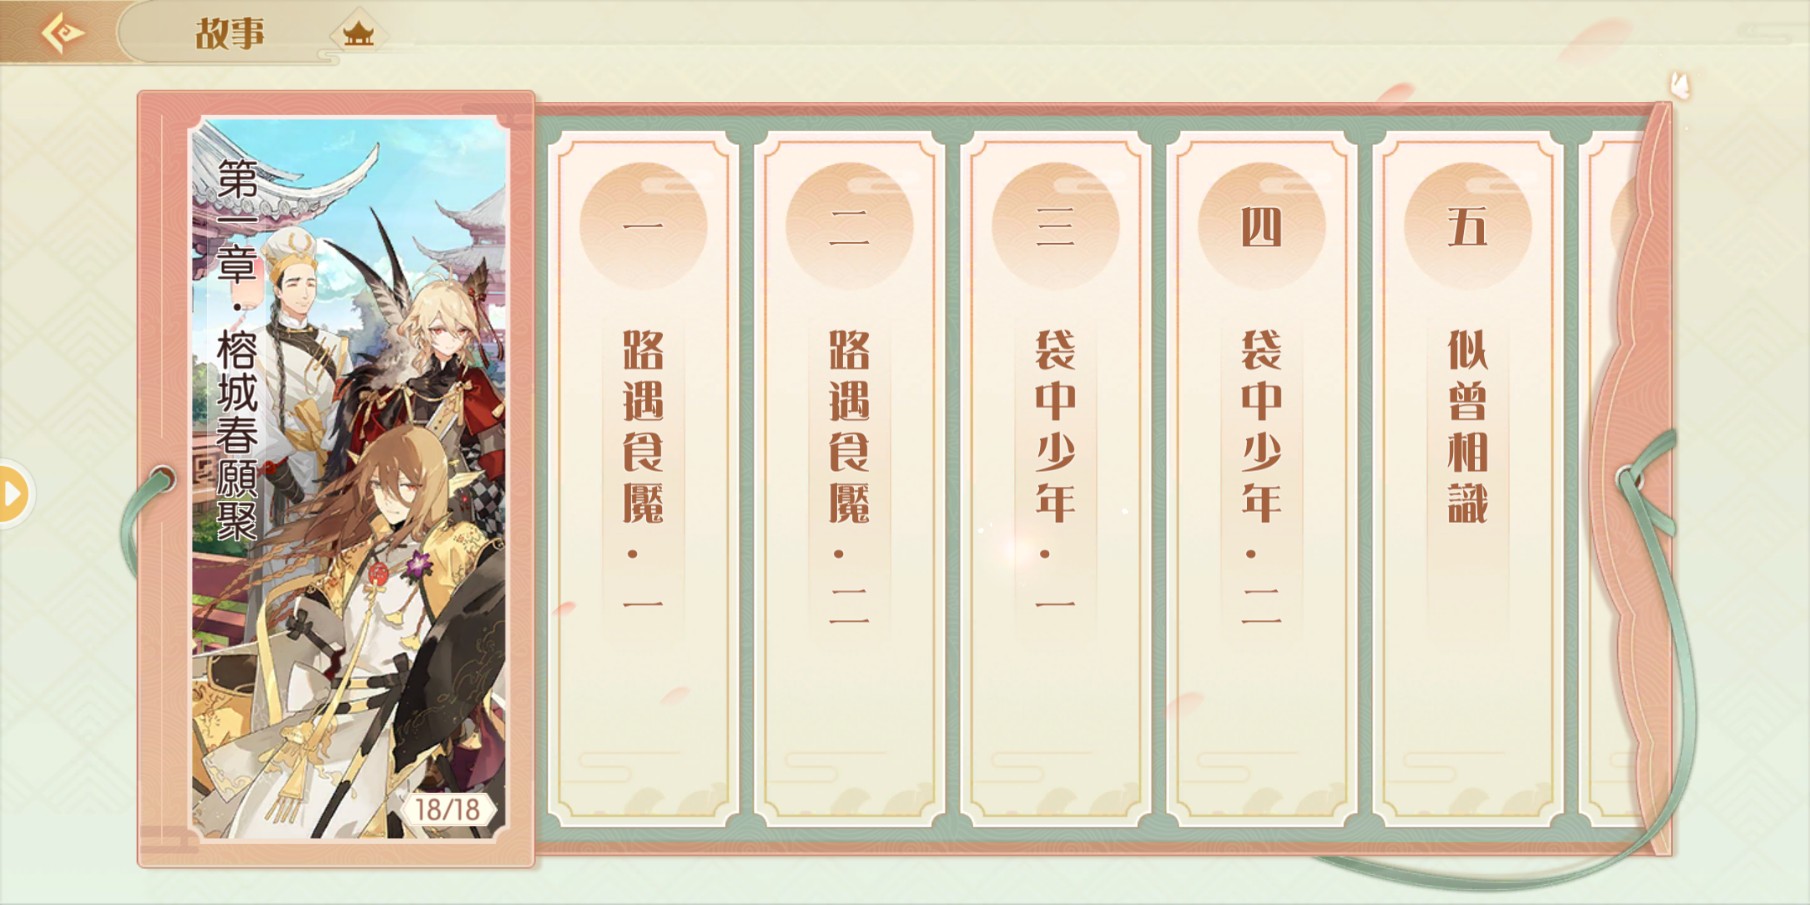 故事
第一章·榕城春願聚
18/18
一
路遇食魘·一
二
路遇食魘·二
三
袋中少年·一
四
袋中少年·二
五
似曾相識